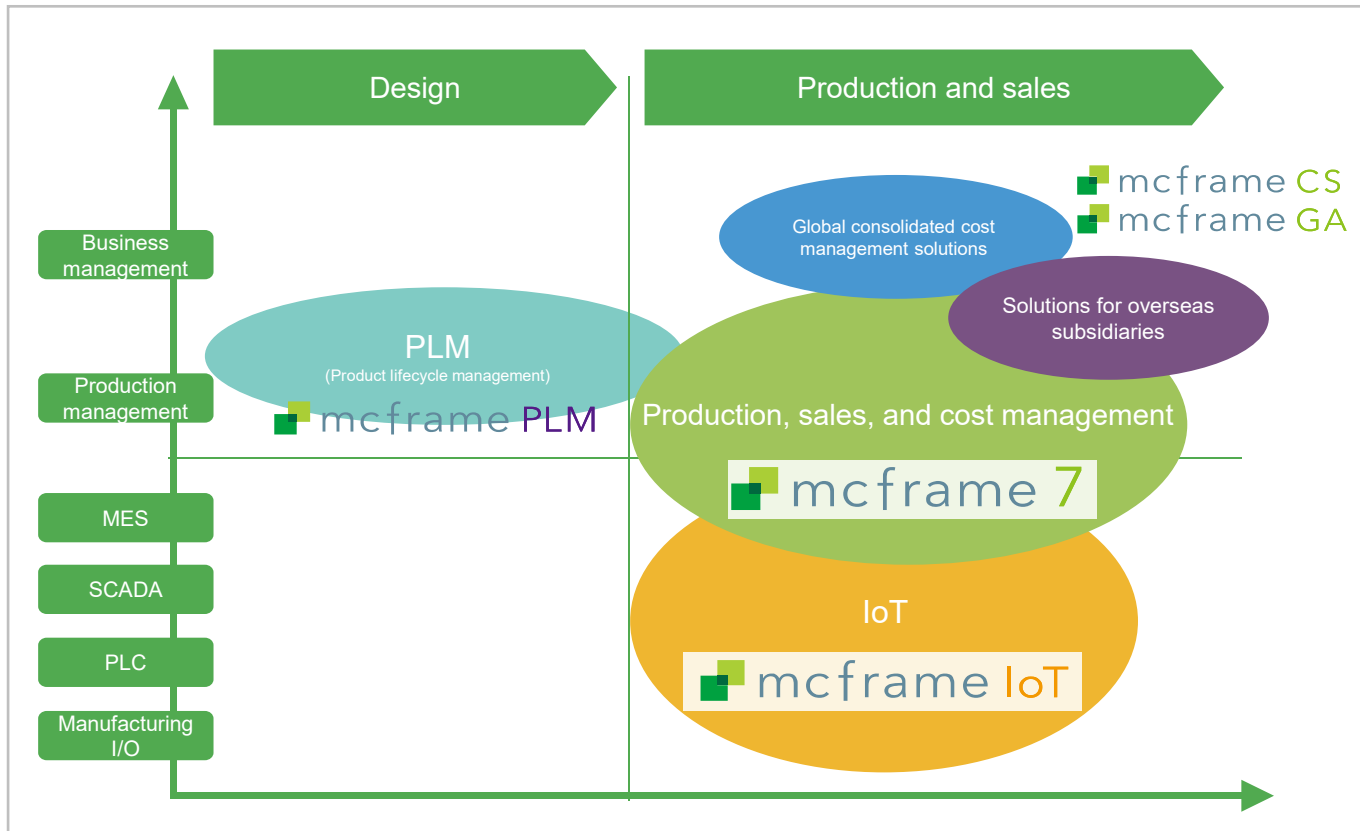 Design
Production and sales
mcframe CS
mcframe GA
Global consolidated cost
management solutions
Business
management
Solutions for overseas
subsidiaries
PLM
(Product lifecycle management)
Production
management
mcframe PLM
Production, sales, and cost management
mcframe 7
MES
SCADA
IoT
PLC
mcframe IoT
Manufacturing
I/O